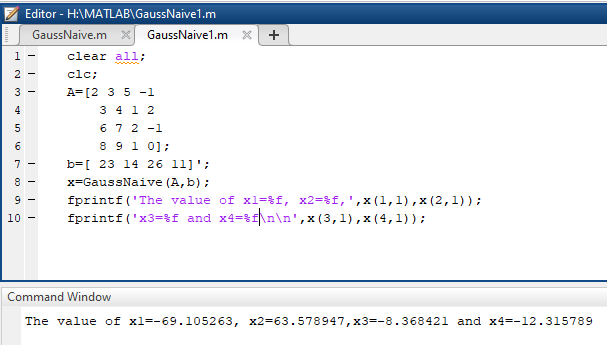 Editor - H:\MATLAB\GaussNaive1.m
GaussNaive.m × GaussNaive1.m × +
1 - clear all;
2 - clc;
3 - A=[2 3 5 -1
4 3 4 1 2
5 6 7 2 -1
6 8 9 1 0];
7 - b=[ 23 14 26 11]';
8 - x=GaussNaive(A,b);
9 - fprintf('The value of x1=%f, x2=%f,',x(1,1),x(2,1));
10 - fprintf('x3=%f and x4=%f\n\n',x(3,1),x(4,1));
Command Window
The value of x1=-69.105263, x2=63.578947,x3=-8.368421 and x4=-12.315789